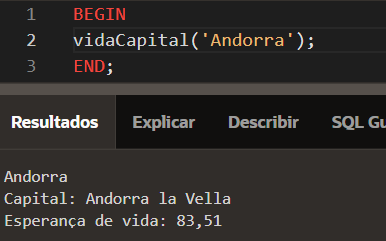 1 BEGIN
2 vidaCapital('Andorra');
3 END;
Resultados Explicar Describir SQL Gu
Andorra
Capital: Andorra la Vella
Esperança de vida: 83,51